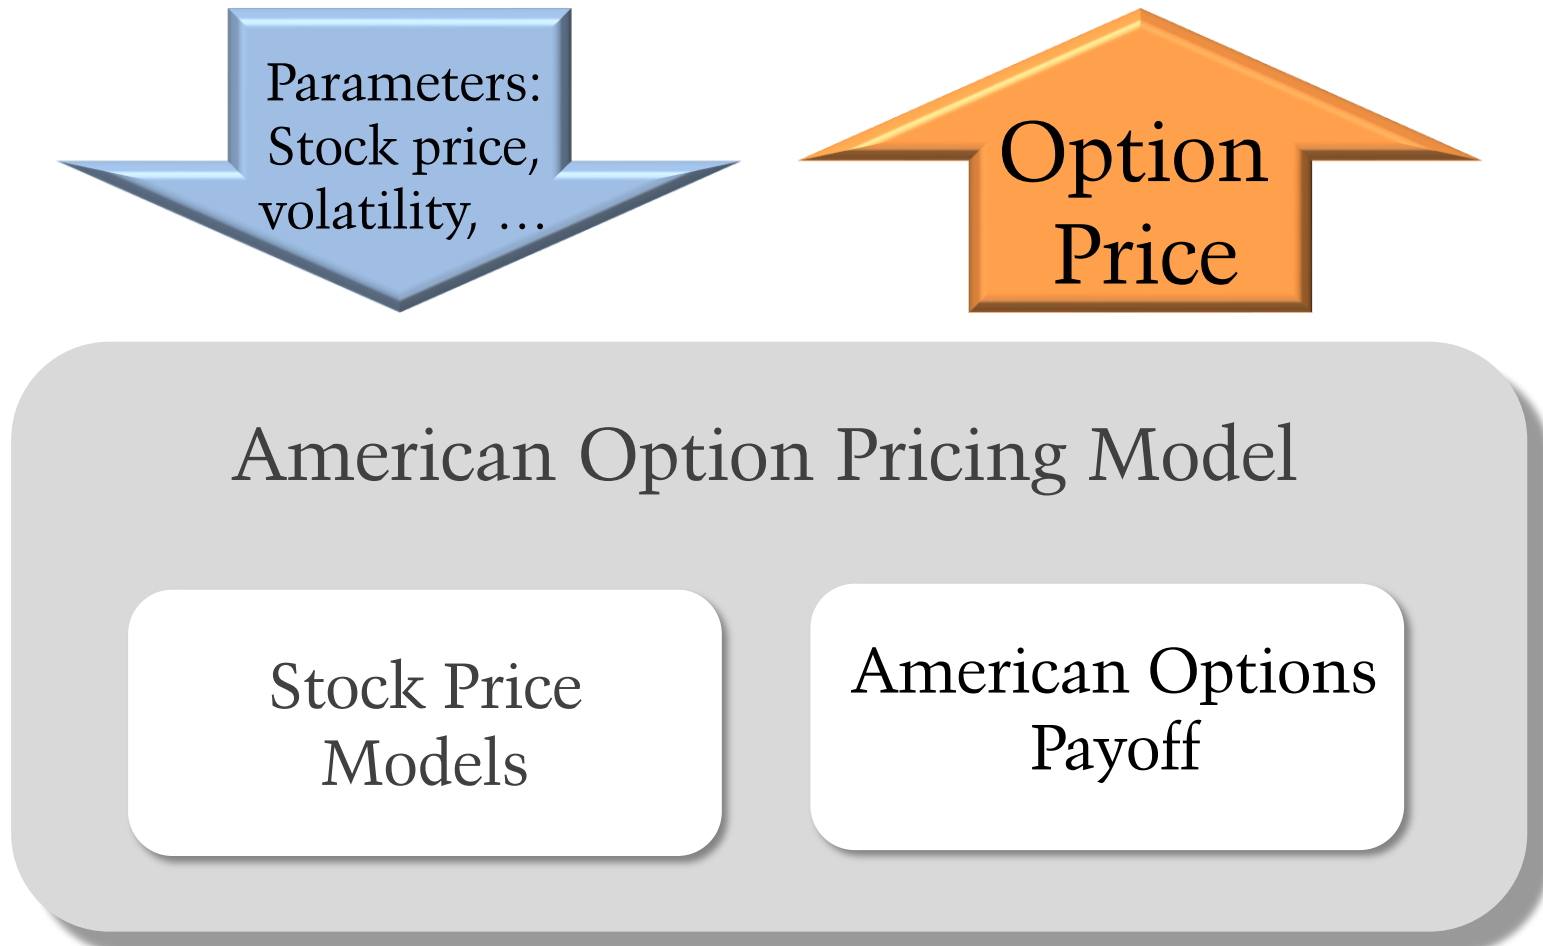 Parameters:
Stock price,
volatility, …
Option
Price
American Option Pricing Model
Stock Price
Models
American Options
Payoff